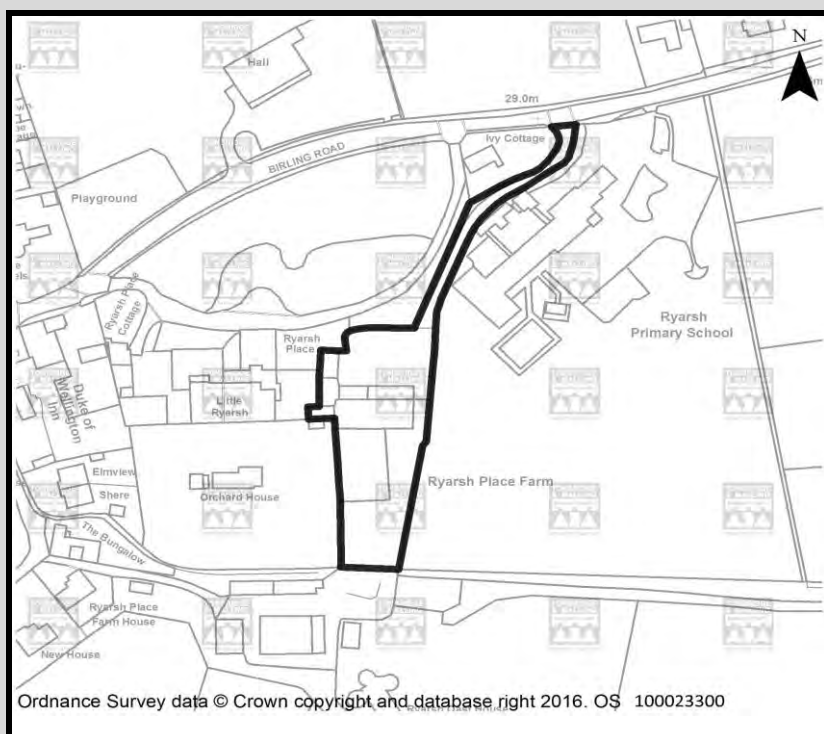 N
Hall
29.0m
Ivy Cottage
BIRLING ROAD
Playground
Ryarsh Place
Cottage
Ryarsh
Primary School
Ryarsh
Place
Duke of
Wellington
Inn
Little
Ryarsh
Elmview
Shere
Orchard House
Ryarsh Place Farm
The Bungalow
Ryarsh Place
Farm House
New House
Ordnance Survey data © Crown copyright and database right 2016. OS 100023300